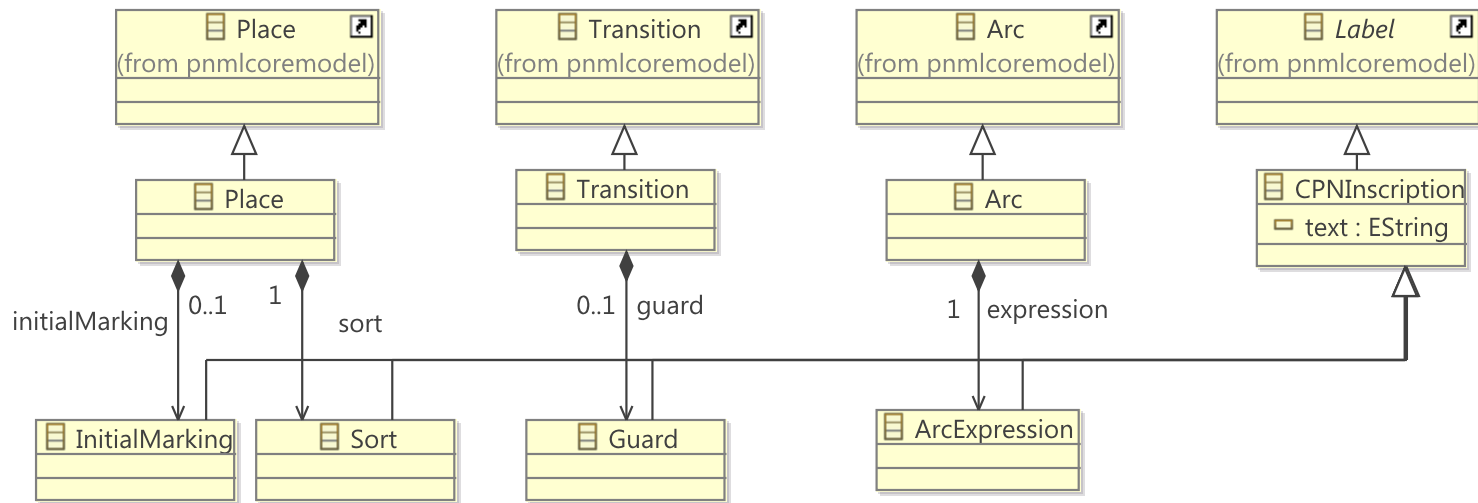 Place
(from pnmlcoremodel)
Transition
(from pnmlcoremodel)
Arc
(from pnmlcoremodel)
Label
(from pnmlcoremodel)
Place
Transition
Arc
CPNInscription
text : EString
initialMarking
0..1
1
sort
0..1
guard
1
expression
InitialMarking
Sort
Guard
ArcExpression